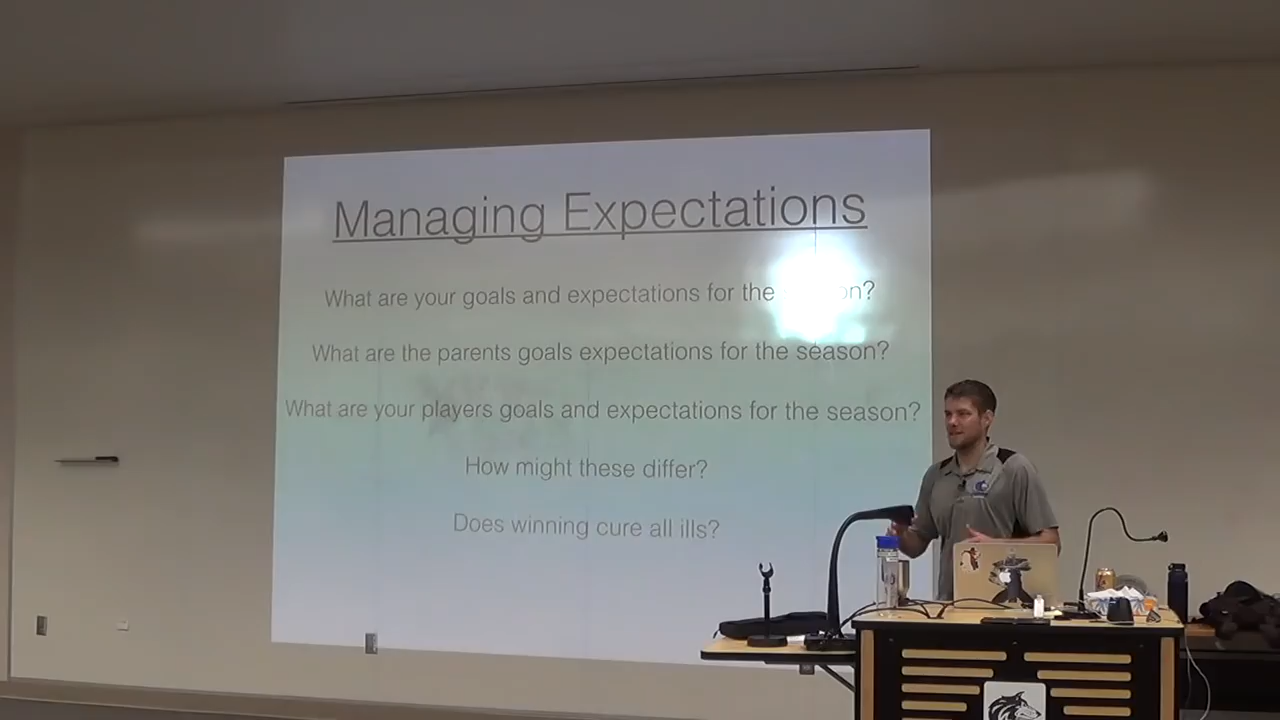 Managing Expectations
What are your goals and expectations for the season?
What are the parents goals expectations for the season?
What are your players goals and expectations for the season?
How might these differ?
Does winning cure all ills?